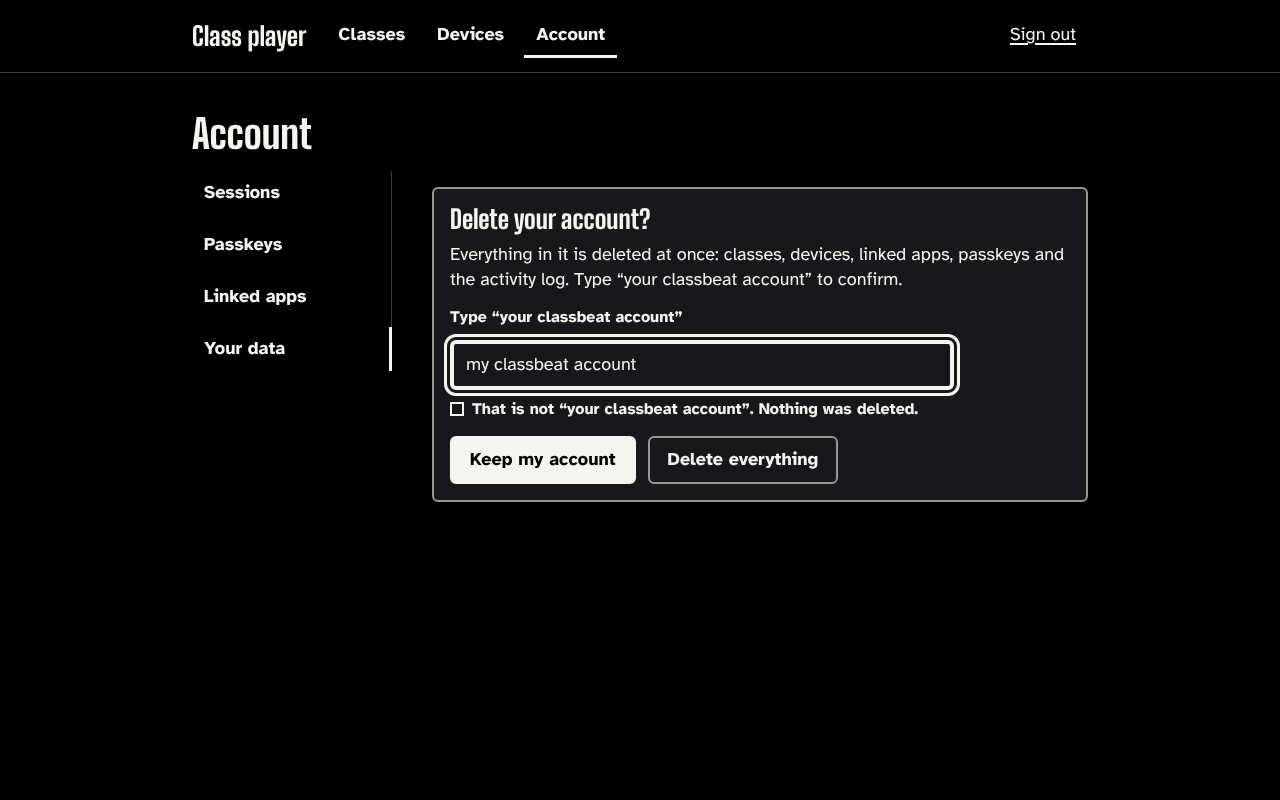 Class player
Classes
Devices
Account
Sign out
Account
Sessions
Passkeys
Linked apps
Your data
Delete your account?
Everything in it is deleted at once: classes, devices, linked apps, passkeys and
the activity log. Type “your classbeat account” to confirm.
Type “your classbeat account”
my classbeat account
That is not “your classbeat account”. Nothing was deleted.
Keep my account
Delete everything